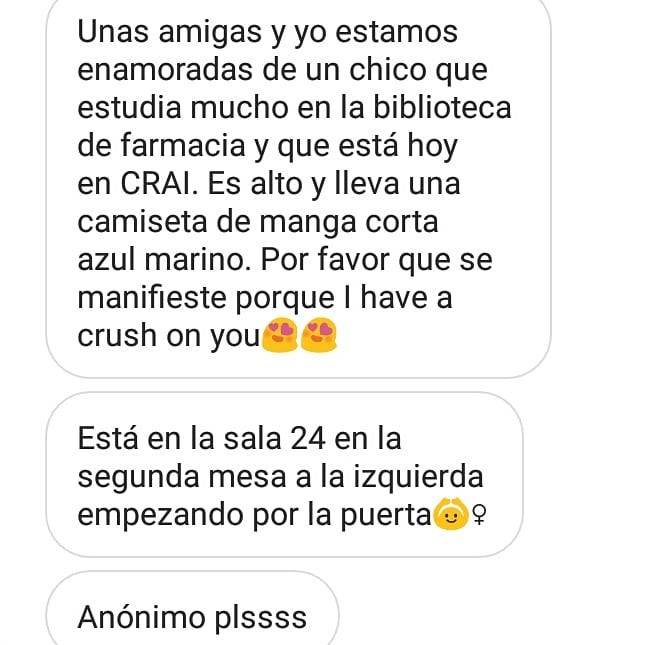 Unas amigas y yo estamos
enamoradas de un chico que
estudia mucho en la biblioteca
de farmacia y que está hoy
en CRAI. Es alto y lleva una
camiseta de manga corta
azul marino. Por favor que se
manifieste porque I have a
crush on you😍😍
Está en la sala 24 en la
segunda mesa a la izquierda
empezando por la puerta🙆♀
Anónimo plssss